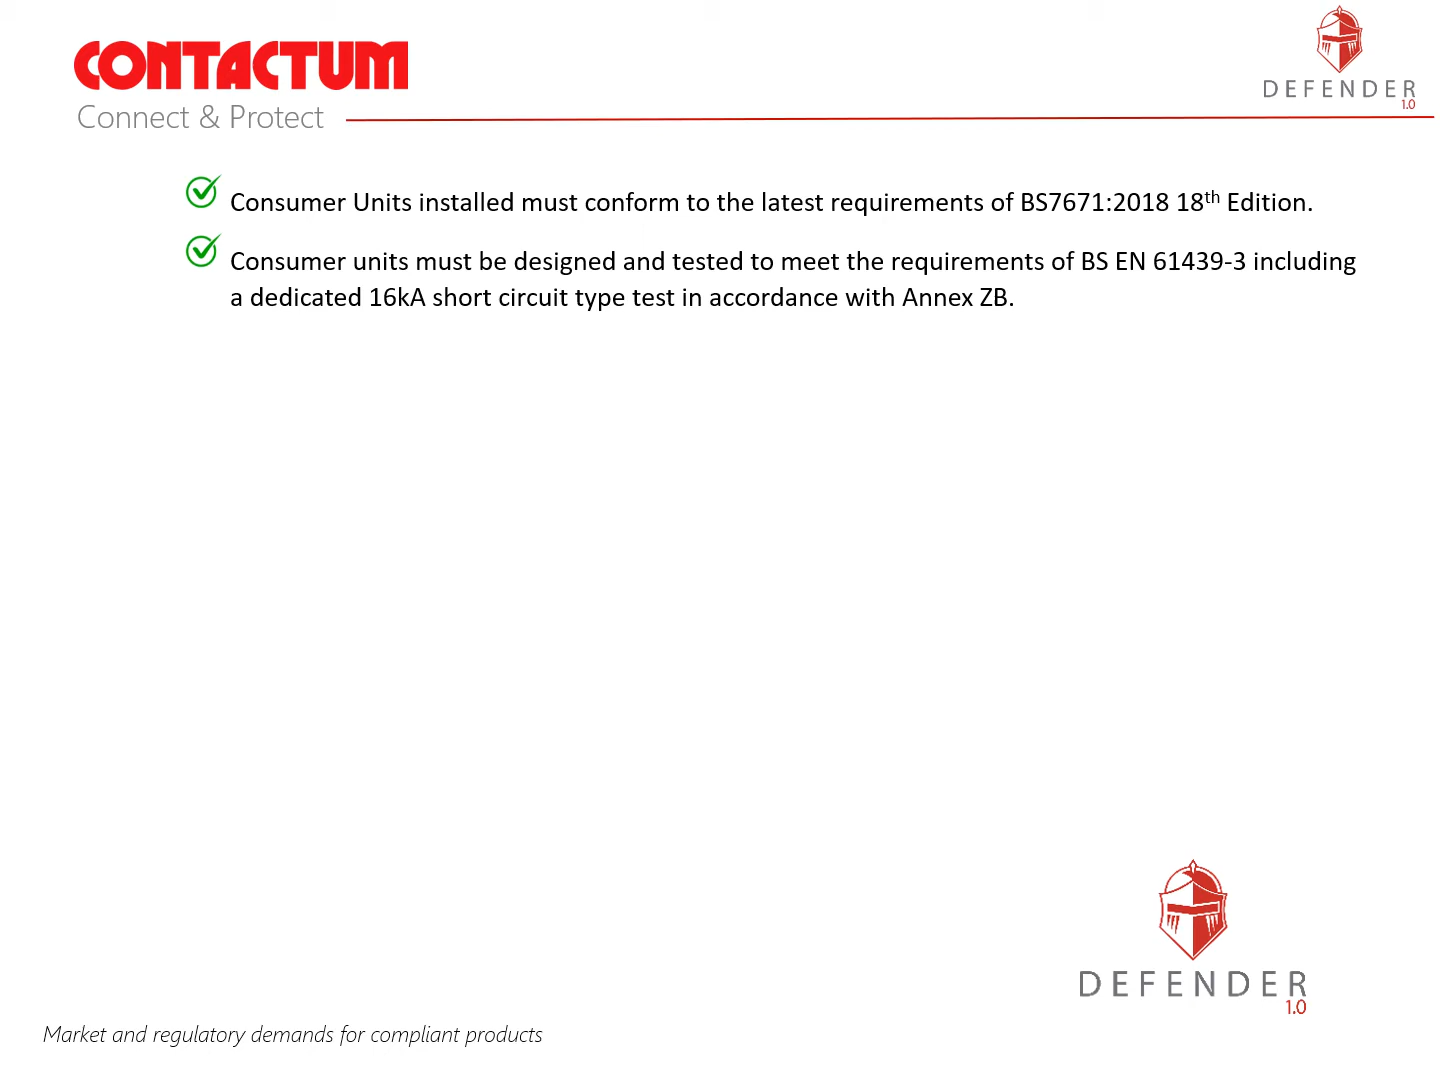 CONTACTUM
Connect & Protect
DEFENDER
1.0
Consumer Units installed must conform to the latest requirements of BS7671:2018 18th Edition.
Consumer units must be designed and tested to meet the requirements of BS EN 61439-3 including
a dedicated 16kA short circuit type test in accordance with Annex ZB.
DEFENDER
1.0
Market and regulatory demands for compliant products